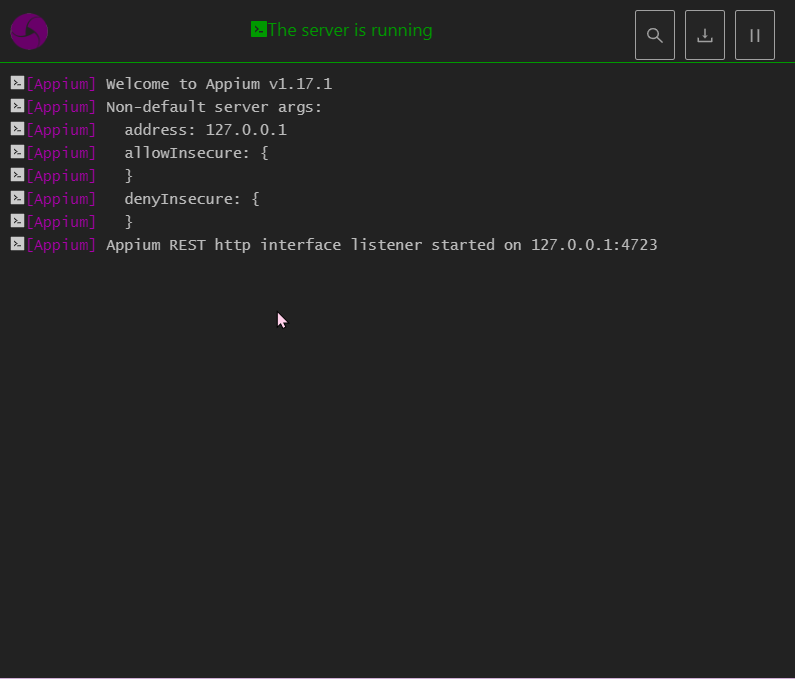 The server is running
[Appium] Welcome to Appium v1.17.1
[Appium] Non-default server args:
[Appium]   address: 127.0.0.1
[Appium]   allowInsecure: {
[Appium]   }
[Appium]   denyInsecure: {
[Appium]   }
[Appium] Appium REST http interface listener started on 127.0.0.1:4723